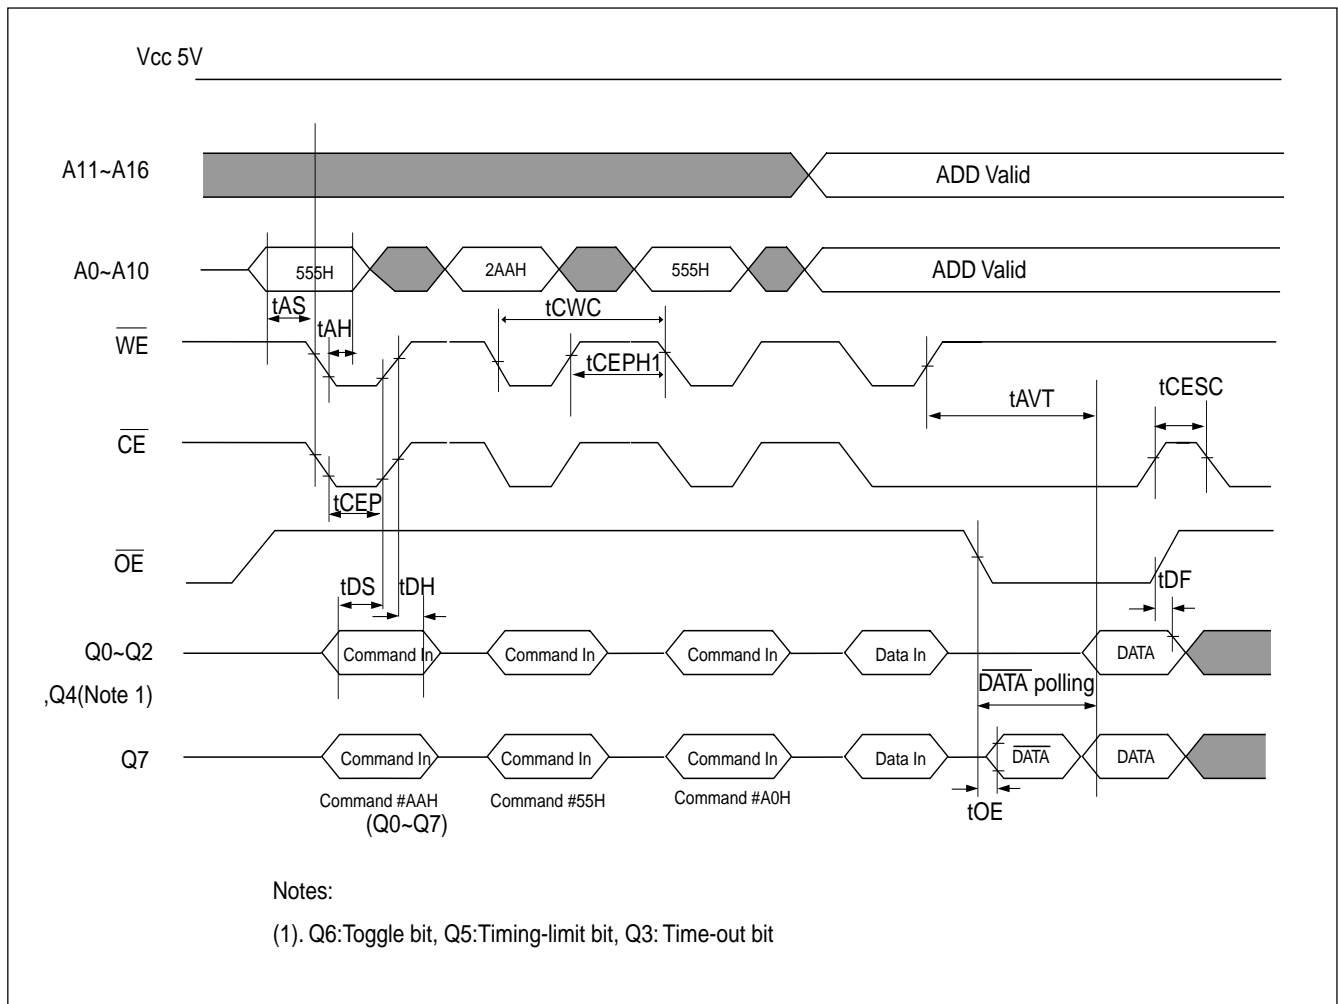 Vcc 5V
A11~A16
ADD Valid
A0~A10
555H
2AAH
555H
ADD Valid
tAS
tAH
tCWC
WE
tCEPH1
tAVT
tCESC
CE
tCEP
OE
tDS
tDH
tDF
Q0~Q2
Command In
Command In
Command In
Data In
DATA
,Q4(Note 1)
DATA polling
Q7
Command In
Command In
Command In
Data In
DATA
DATA
Command #AAH
Command #55H
Command #A0H
(Q0~Q7)
tOE
Notes:
(1). Q6:Toggle bit, Q5:Timing-limit bit, Q3: Time-out bit